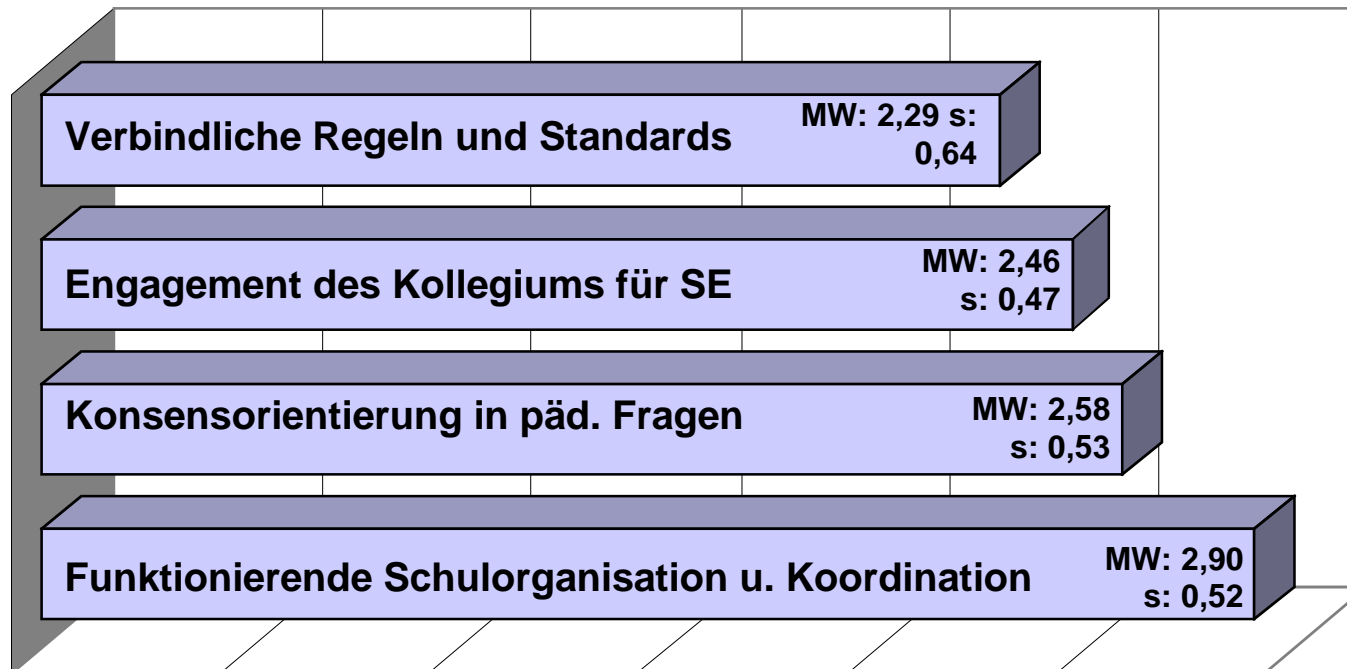 Verbindliche Regeln und Standards
MW: 2,29 s:
0,64
Engagement des Kollegiums für SE
MW: 2,46
s: 0,47
Konsensorientierung in päd. Fragen
MW: 2,58
s: 0,53
Funktionierende Schulorganisation u. Koordination
MW: 2,90
s: 0,52